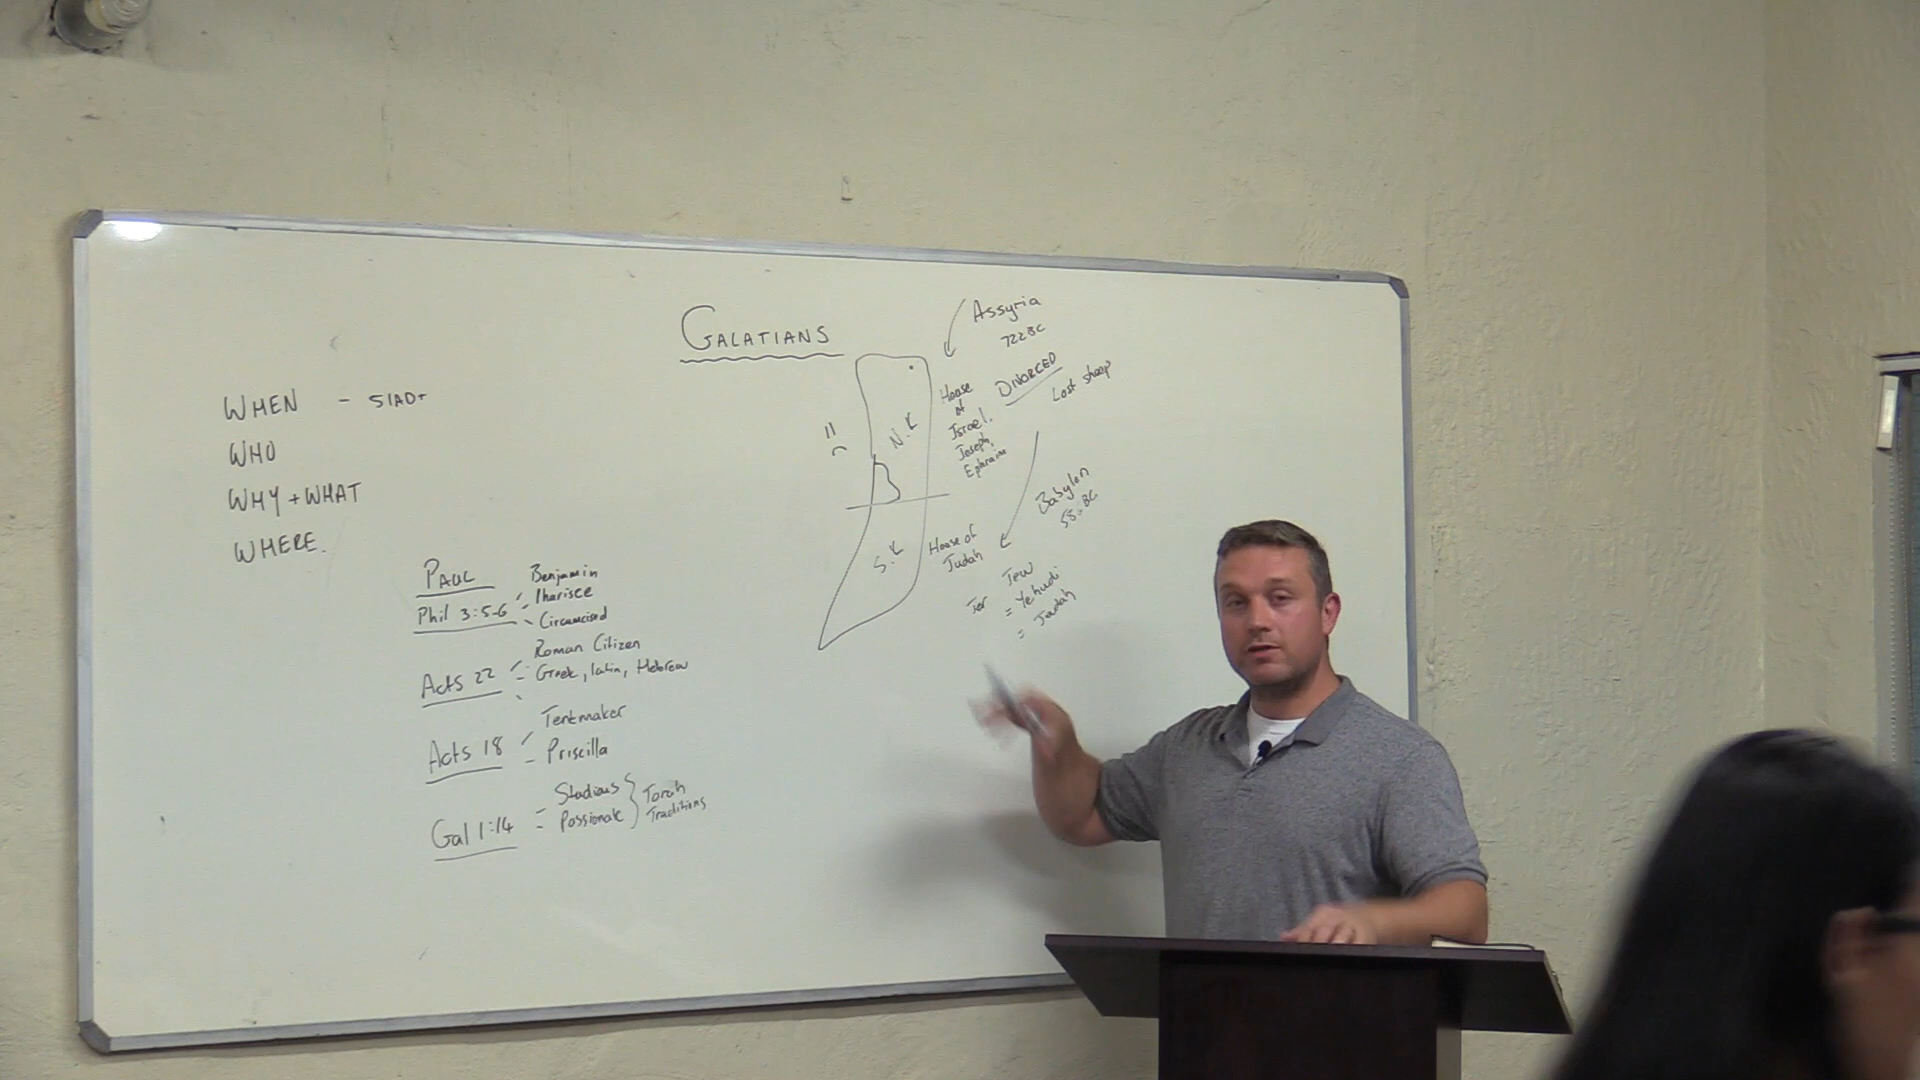 GALATIANS
WHEN - 51AD+
WHO
WHY + WHAT
WHERE.
PAUL
Phil 3:5-6
Benjamin
Pharisee
Circumcised
Acts 22
Roman Citizen
Greek, latin, Hebrew
Acts 18
Tentmaker
Priscilla
Gal 1:14
Studious
Passionate
Torah
Traditions
Assyria
722BC
DIVORCED
Lost sheep
N.K
House
of
Israel.
Joseph,
Ephraim
Babylon
S.K
House of
Judah
Jew
= Yehudi
= Judah